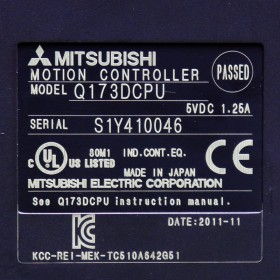 MITSUBISHI
MOTION CONTROLLER
PASSED
MODEL Q173DCPU
5VDC 1.25A
SERIAL S1Y410046
80M1 IND.CONT.EQ.
UL LISTED
MADE IN JAPAN
MITSUBISHI ELECTRIC CORPORATION
See Q173DCPU instruction manual.
DATE:2011-11
KCC-REI-MEK-TC510A642G51